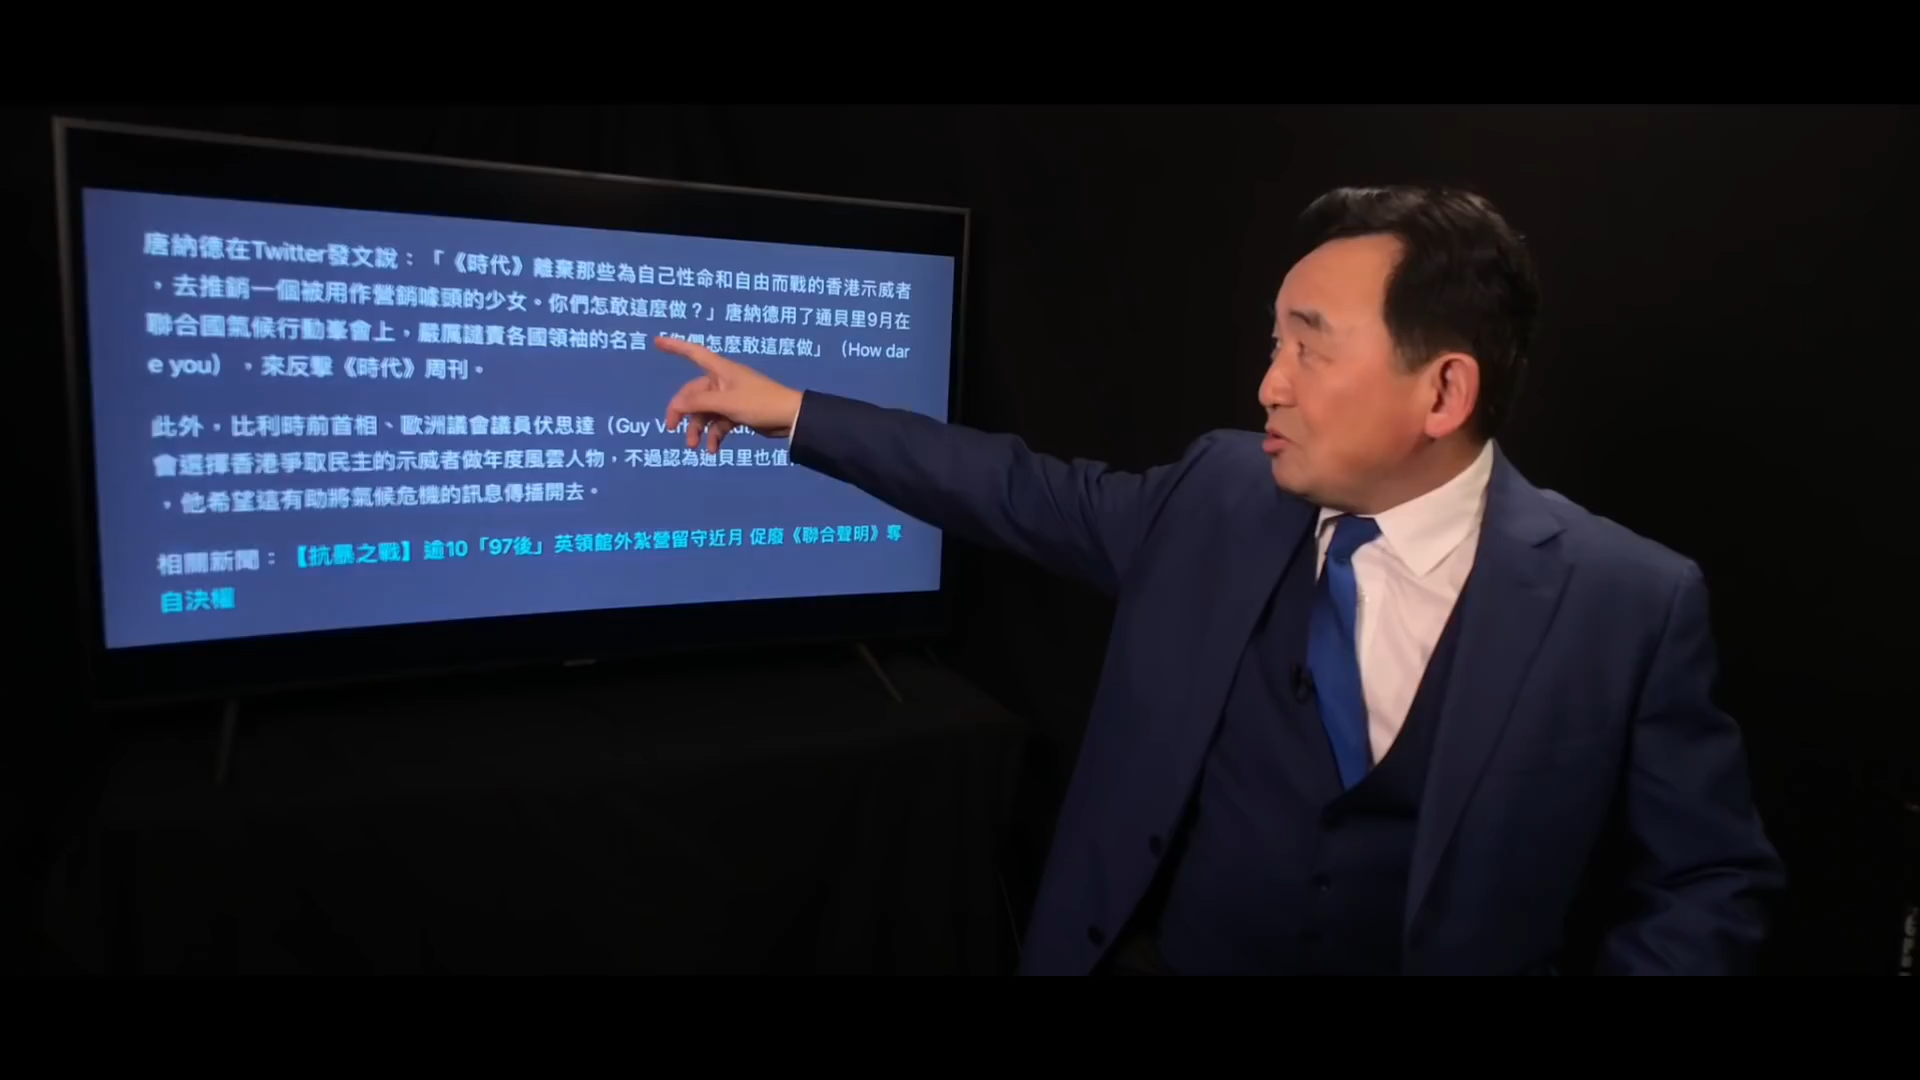 唐納德在Twitter發文說：「《時代》離棄那些為自己性命和自由而戰的香港示威者
，去推銷一個被用作營銷噱頭的少女。你們怎敢這麼做？」唐納德用了通貝里9月在
聯合國氣候行動峯會上，嚴厲譴責各國領袖的名言「你們怎麼敢這麼做」（How dar
e you），來反擊《時代》周刊。
此外，比利時前首相、歐洲議會議員伏思達（Guy
會選擇香港爭取民主的示威者做年度風雲人物，不過認為通貝里也值
，他希望這有助將氣候危機的訊息傳播開去。
相關新聞：【抗暴之戰】逾10「97後」英領館外紮營留守近月 促廢《聯合聲明》奪
自決權